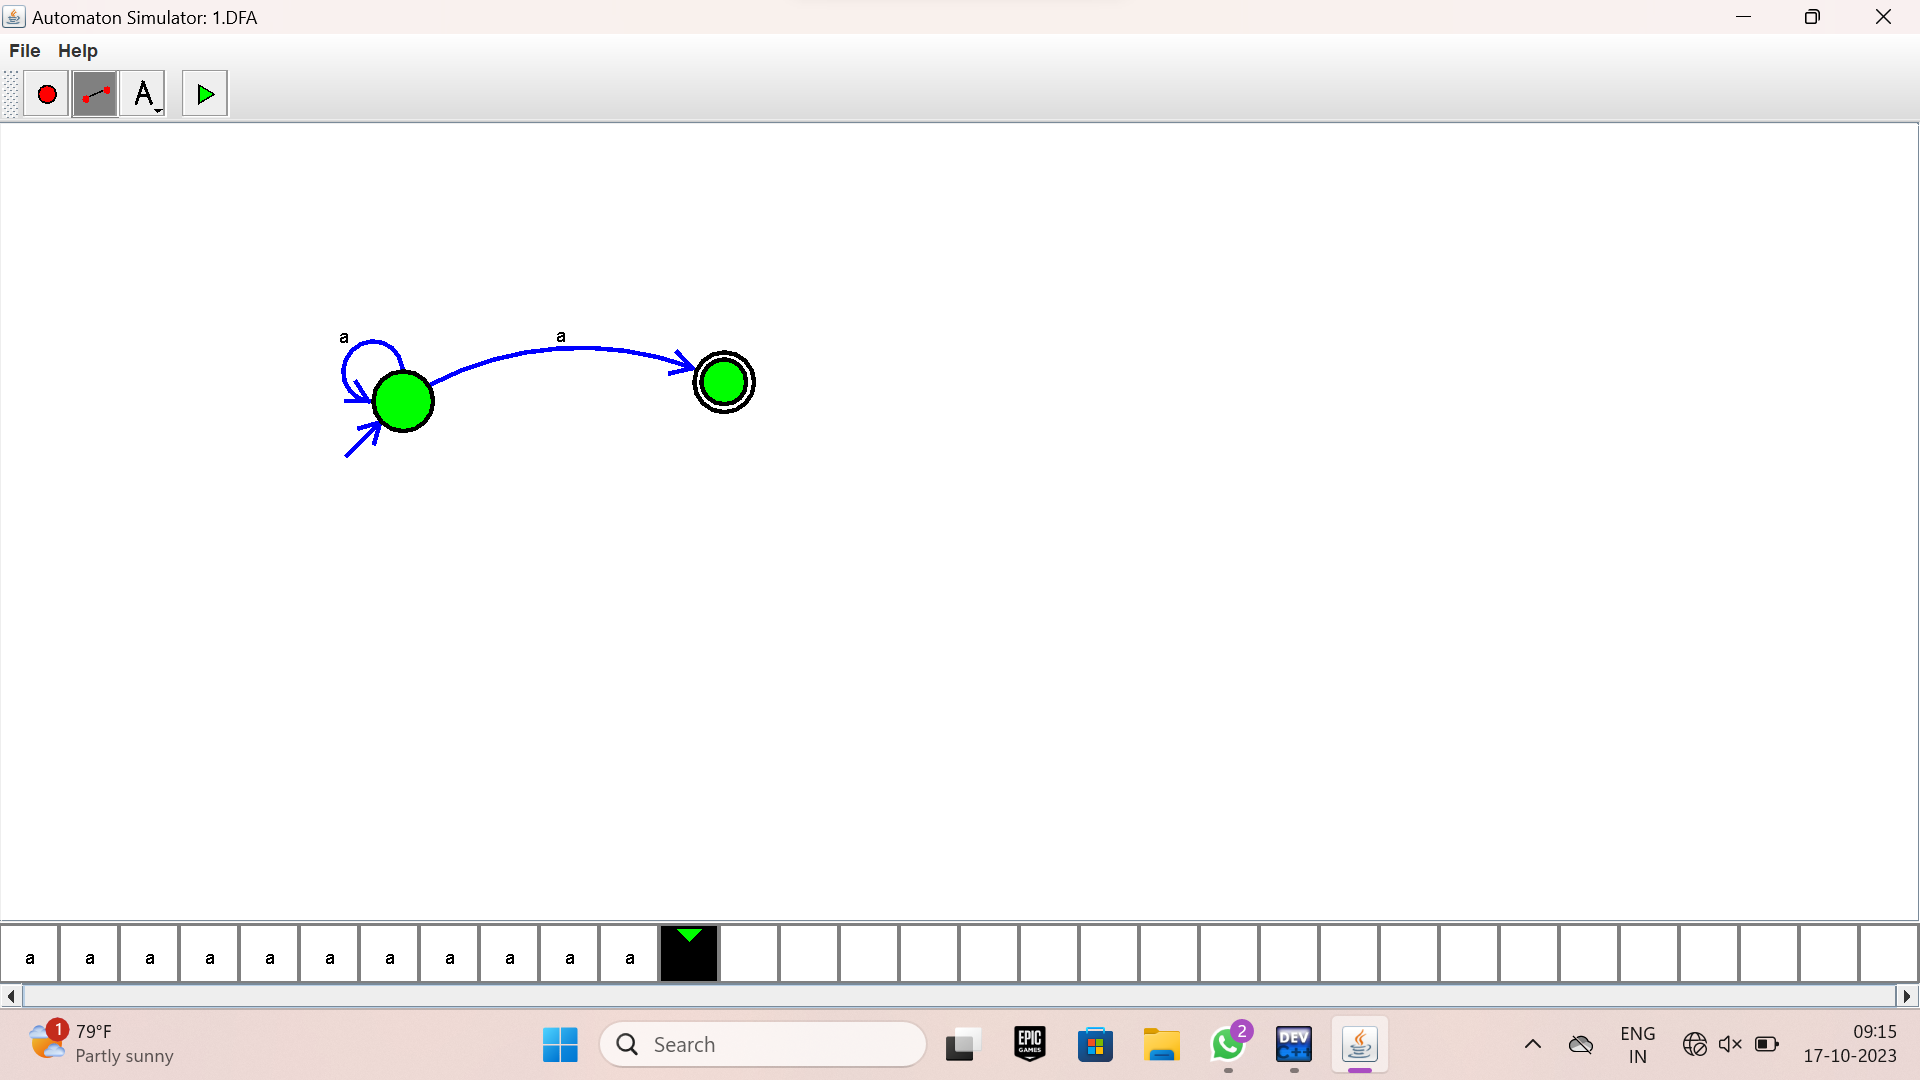 Automaton Simulator: 1.DFA
File Help
A
a
a
a a a a a a a a a a a
1
79°F
Partly sunny
Search
EPIC
GAMES
2
DEV
C++
ENG
IN
09:15
17-10-2023